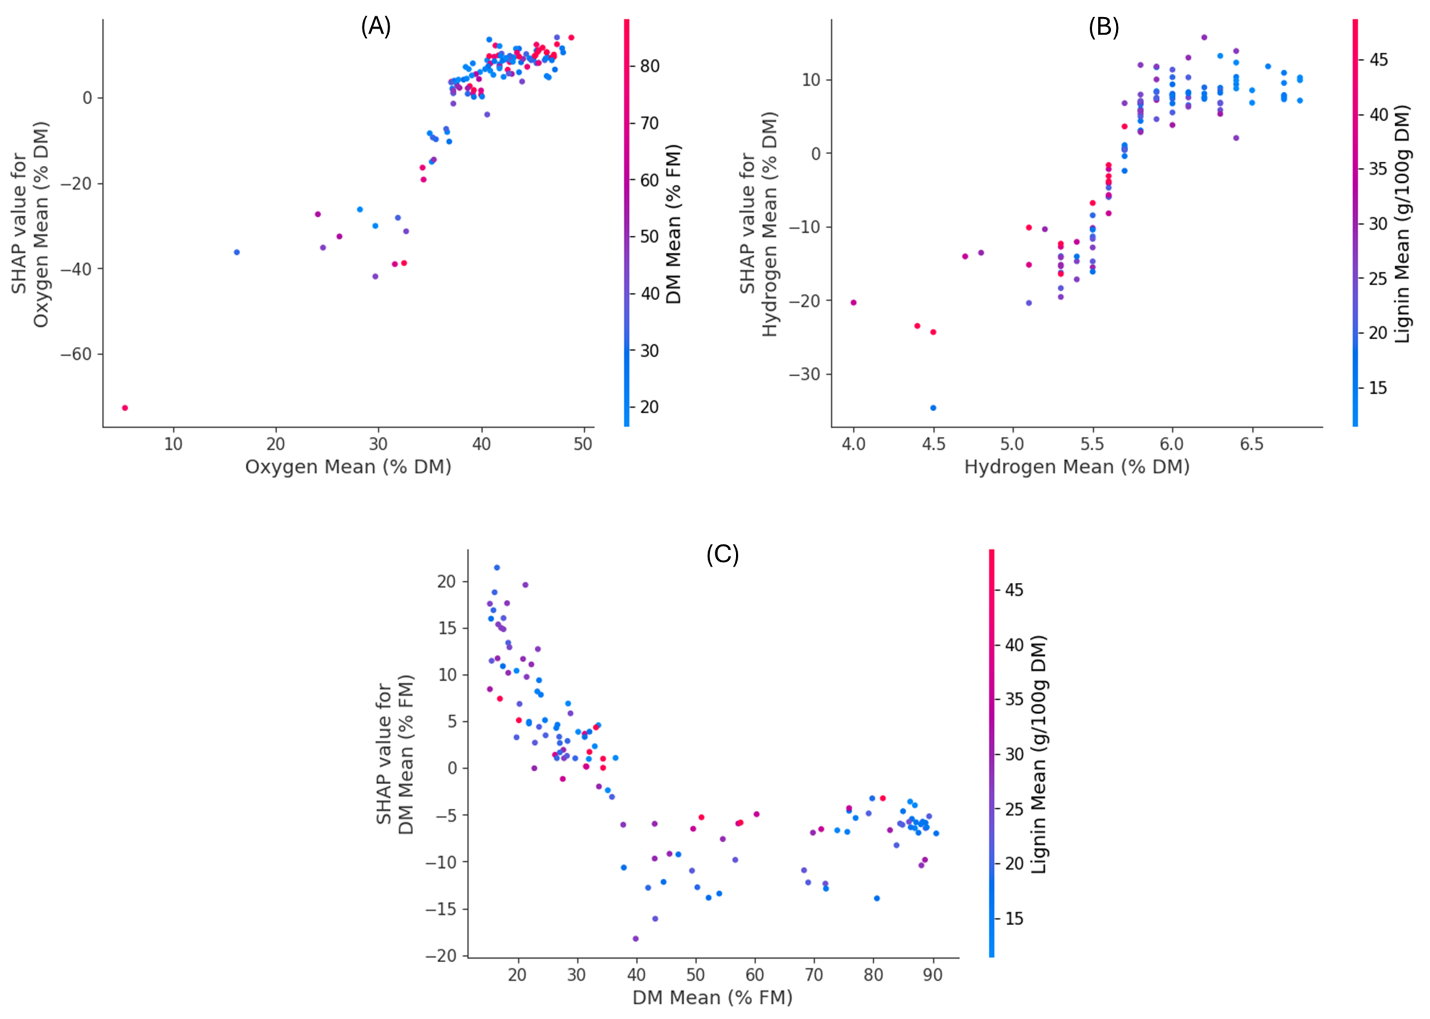 (A)
0
−20
−40
−60
SHAP value for
Oxygen Mean (% DM)
10 20 30 40 50
Oxygen Mean (% DM)
80
70
60
50
40
30
20
DM Mean (% FM)
(B)
10
0
−10
−20
−30
SHAP value for
Hydrogen Mean (% DM)
4.0 4.5 5.0 5.5 6.0 6.5
Hydrogen Mean (% DM)
45
40
35
30
25
20
15
Lignin Mean (g/100g DM)
(C)
20
15
10
5
0
−5
−10
−15
−20
SHAP value for
DM Mean (% FM)
20 30 40 50 60 70 80 90
DM Mean (% FM)
45
40
35
30
25
20
15
Lignin Mean (g/100g DM)